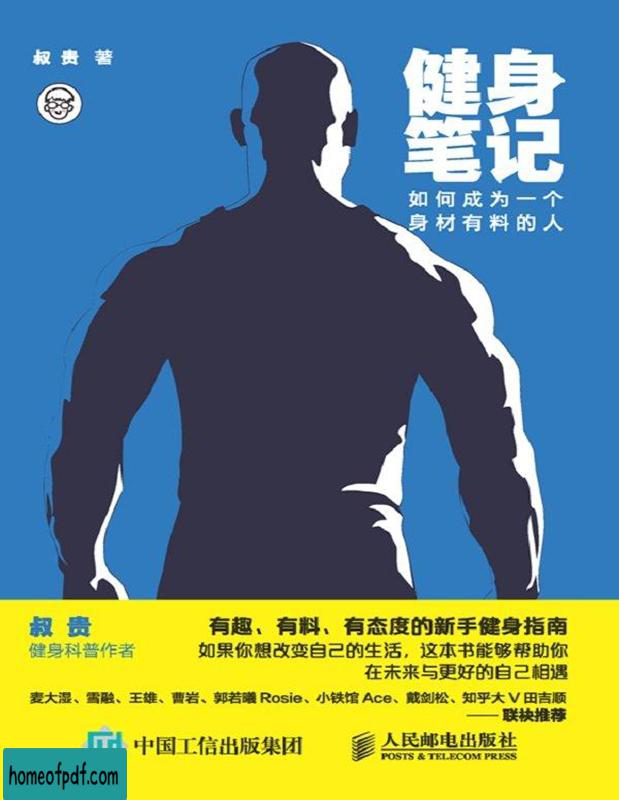 叔贵 著
健身
笔记
如何成为一个
身材有料的人
叔贵
健身科普作者
有趣、有料、有态度的新手健身指南
如果你想改变自己的生活，这本书能够帮助你
在未来与更好的自己相遇
麦大湿、雪融、王雄、曹岩、郭若曦 Rosie、小铁馆 Ace、戴剑松、知乎大 V 田吉顺
—— 联袂推荐
中国工信出版集团
人民邮电出版社
POSTS & TELECOM PRESS
homeofpdf.com